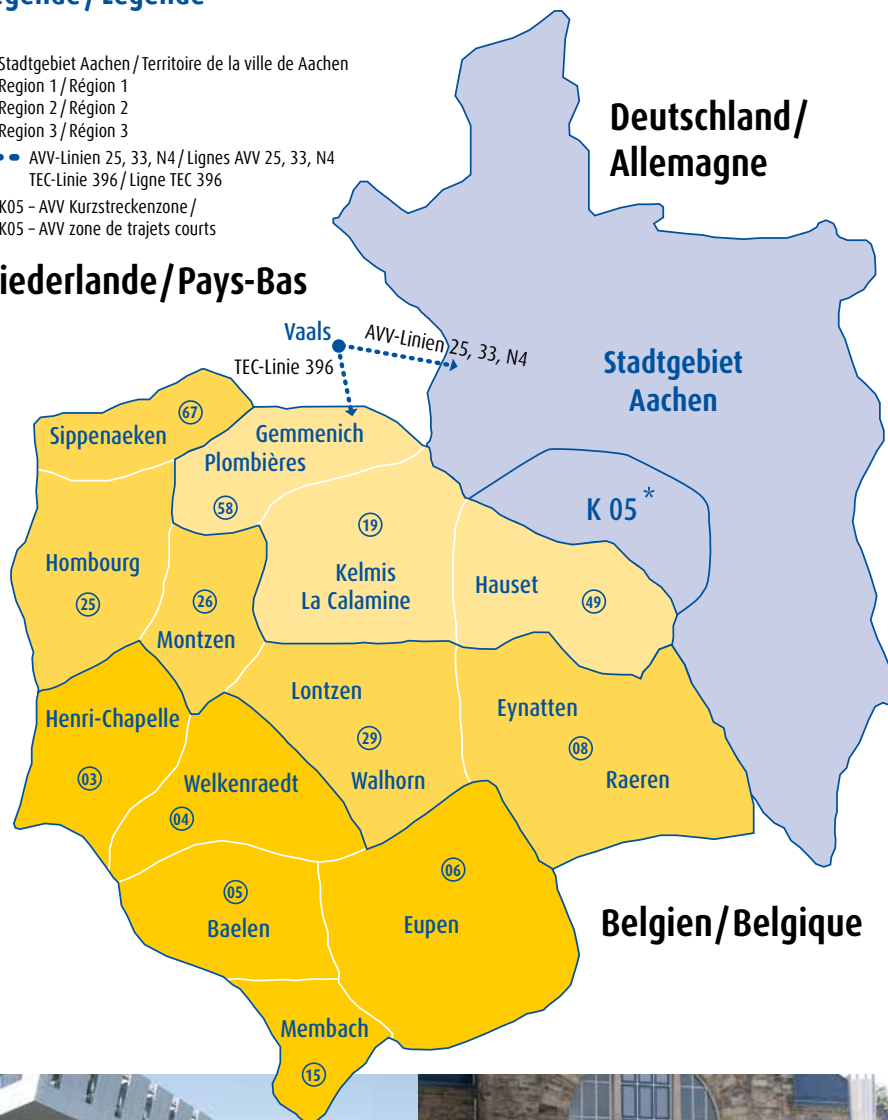 Legende/Légende
Stadtgebiet Aachen/Territoire de la ville de Aachen
Region 1/Région 1
Region 2/Région 2
Region 3/Région 3
AVV-Linien 25, 33, N4/Lignes AVV 25, 33, N4
TEC-Linie 396/Ligne TEC 396
K05 – AVV Kurzstreckenzone/
K05 – AVV zone de trajets courts
Deutschland/
Allemagne
iederlande/Pays-Bas
Vaals
AVV-Linien 25, 33, N4
TEC-Linie 396
Stadtgebiet
Aachen
67
Sippenaeken
Gemmenich
Plombières
58
K 05*
19
Kelmis
La Calamine
Hombourg
25
26
Montzen
Hauset
49
Lontzen
29
Walhorn
Eynatten
08
Raeren
Henri-Chapelle
03
Welkenraedt
04
05
Baelen
06
Eupen
Belgien/Belgique
Membach
15